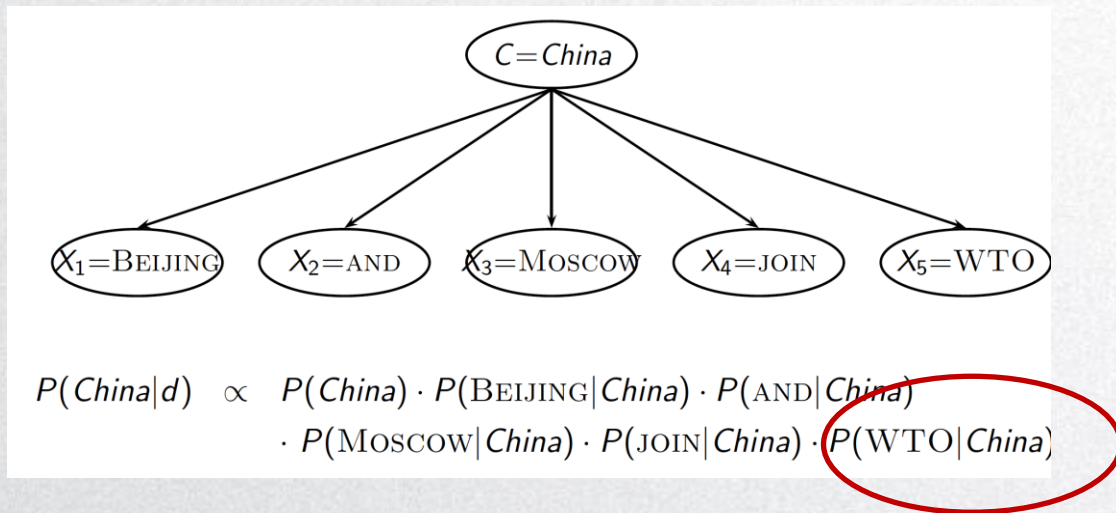 C=China
X₁=BEIJING X₂=AND X₃=MOSCOW X₄=JOIN X₅=WTO
P(China|d) ∝ P(China) · P(BEIJING|China) · P(AND|China)
· P(MOSCOW|China) · P(JOIN|China) · P(WTO|China)